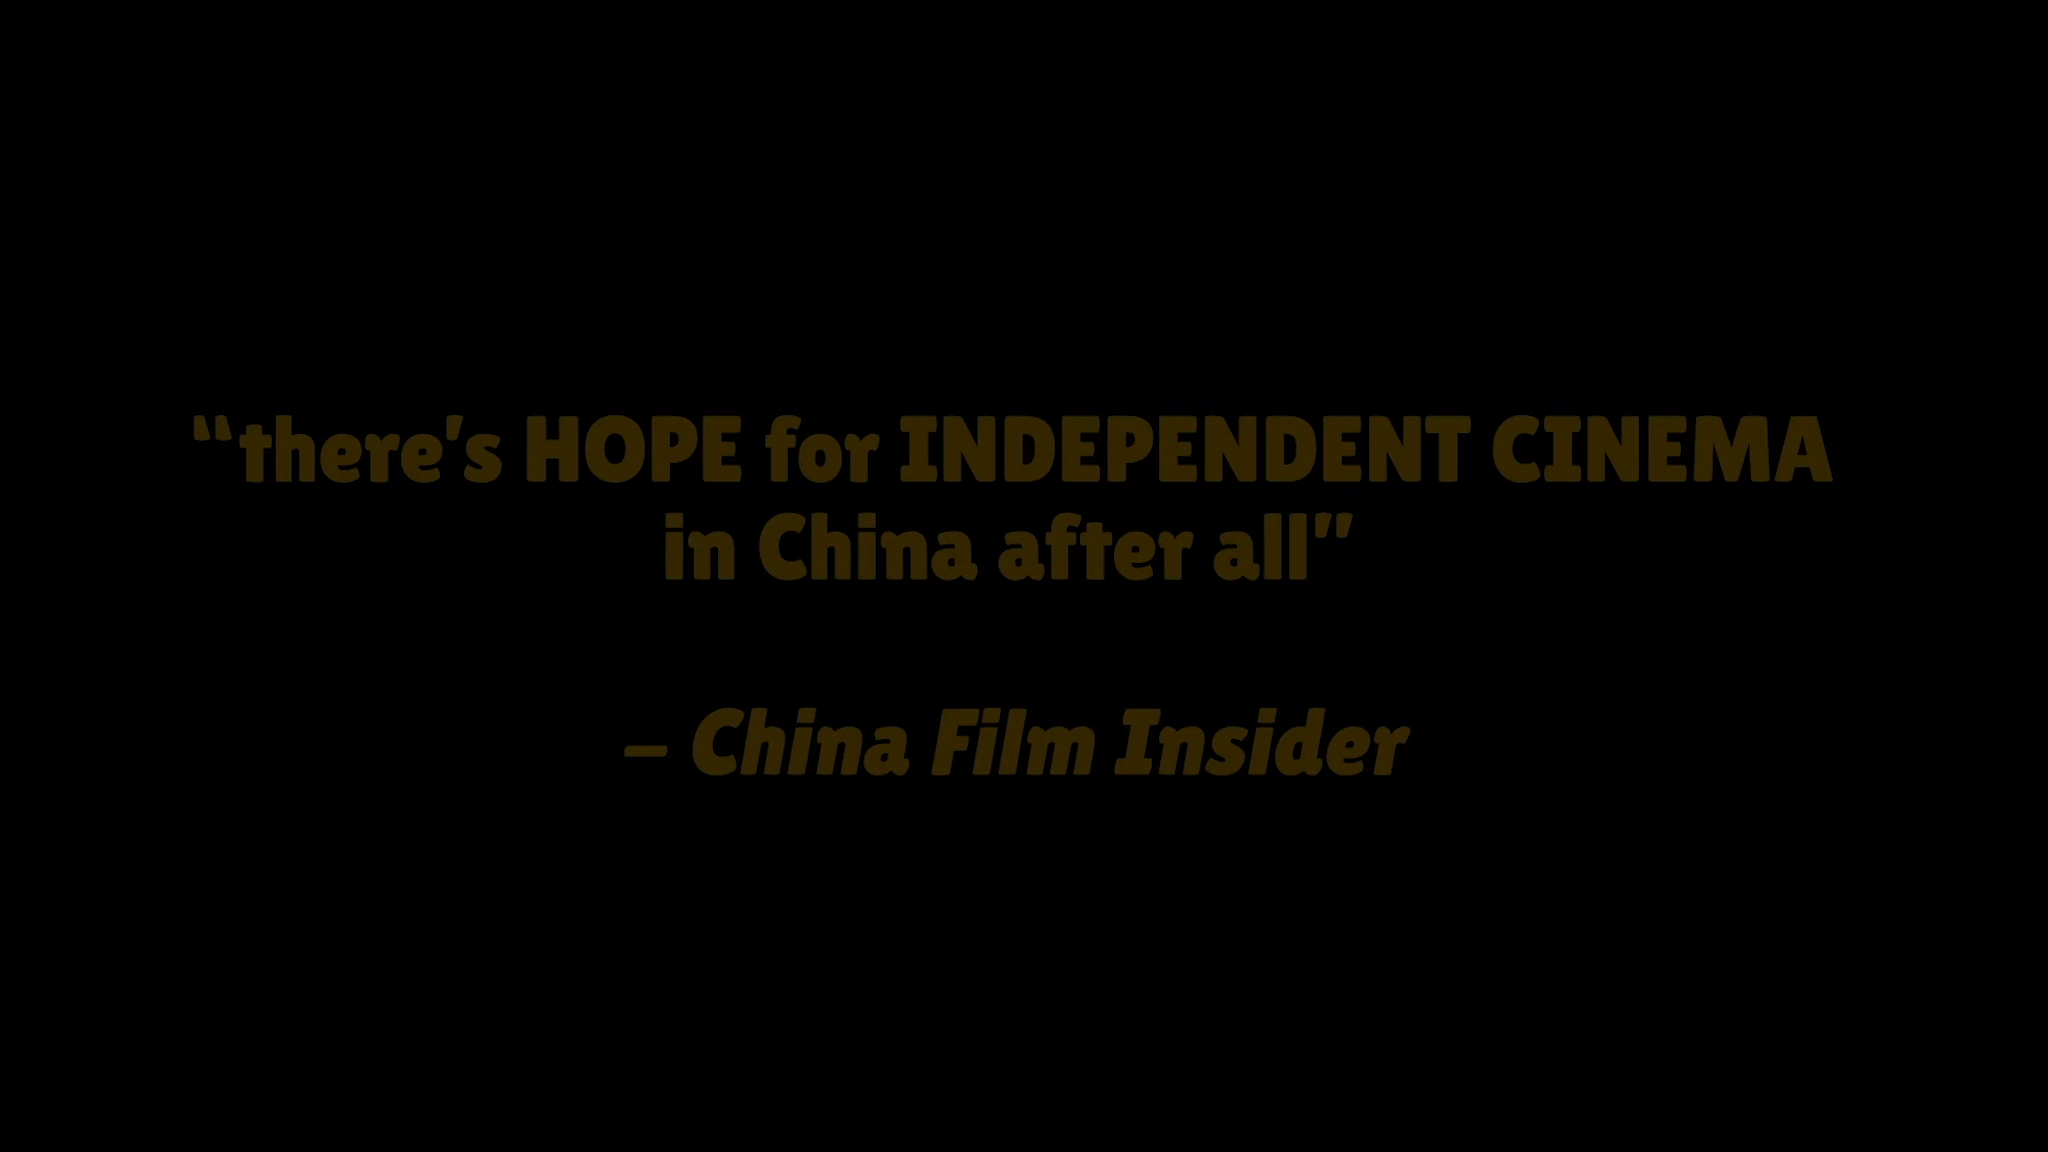 “there's HOPE for INDEPENDENT CINEMA
in China after all”
– China Film Insider